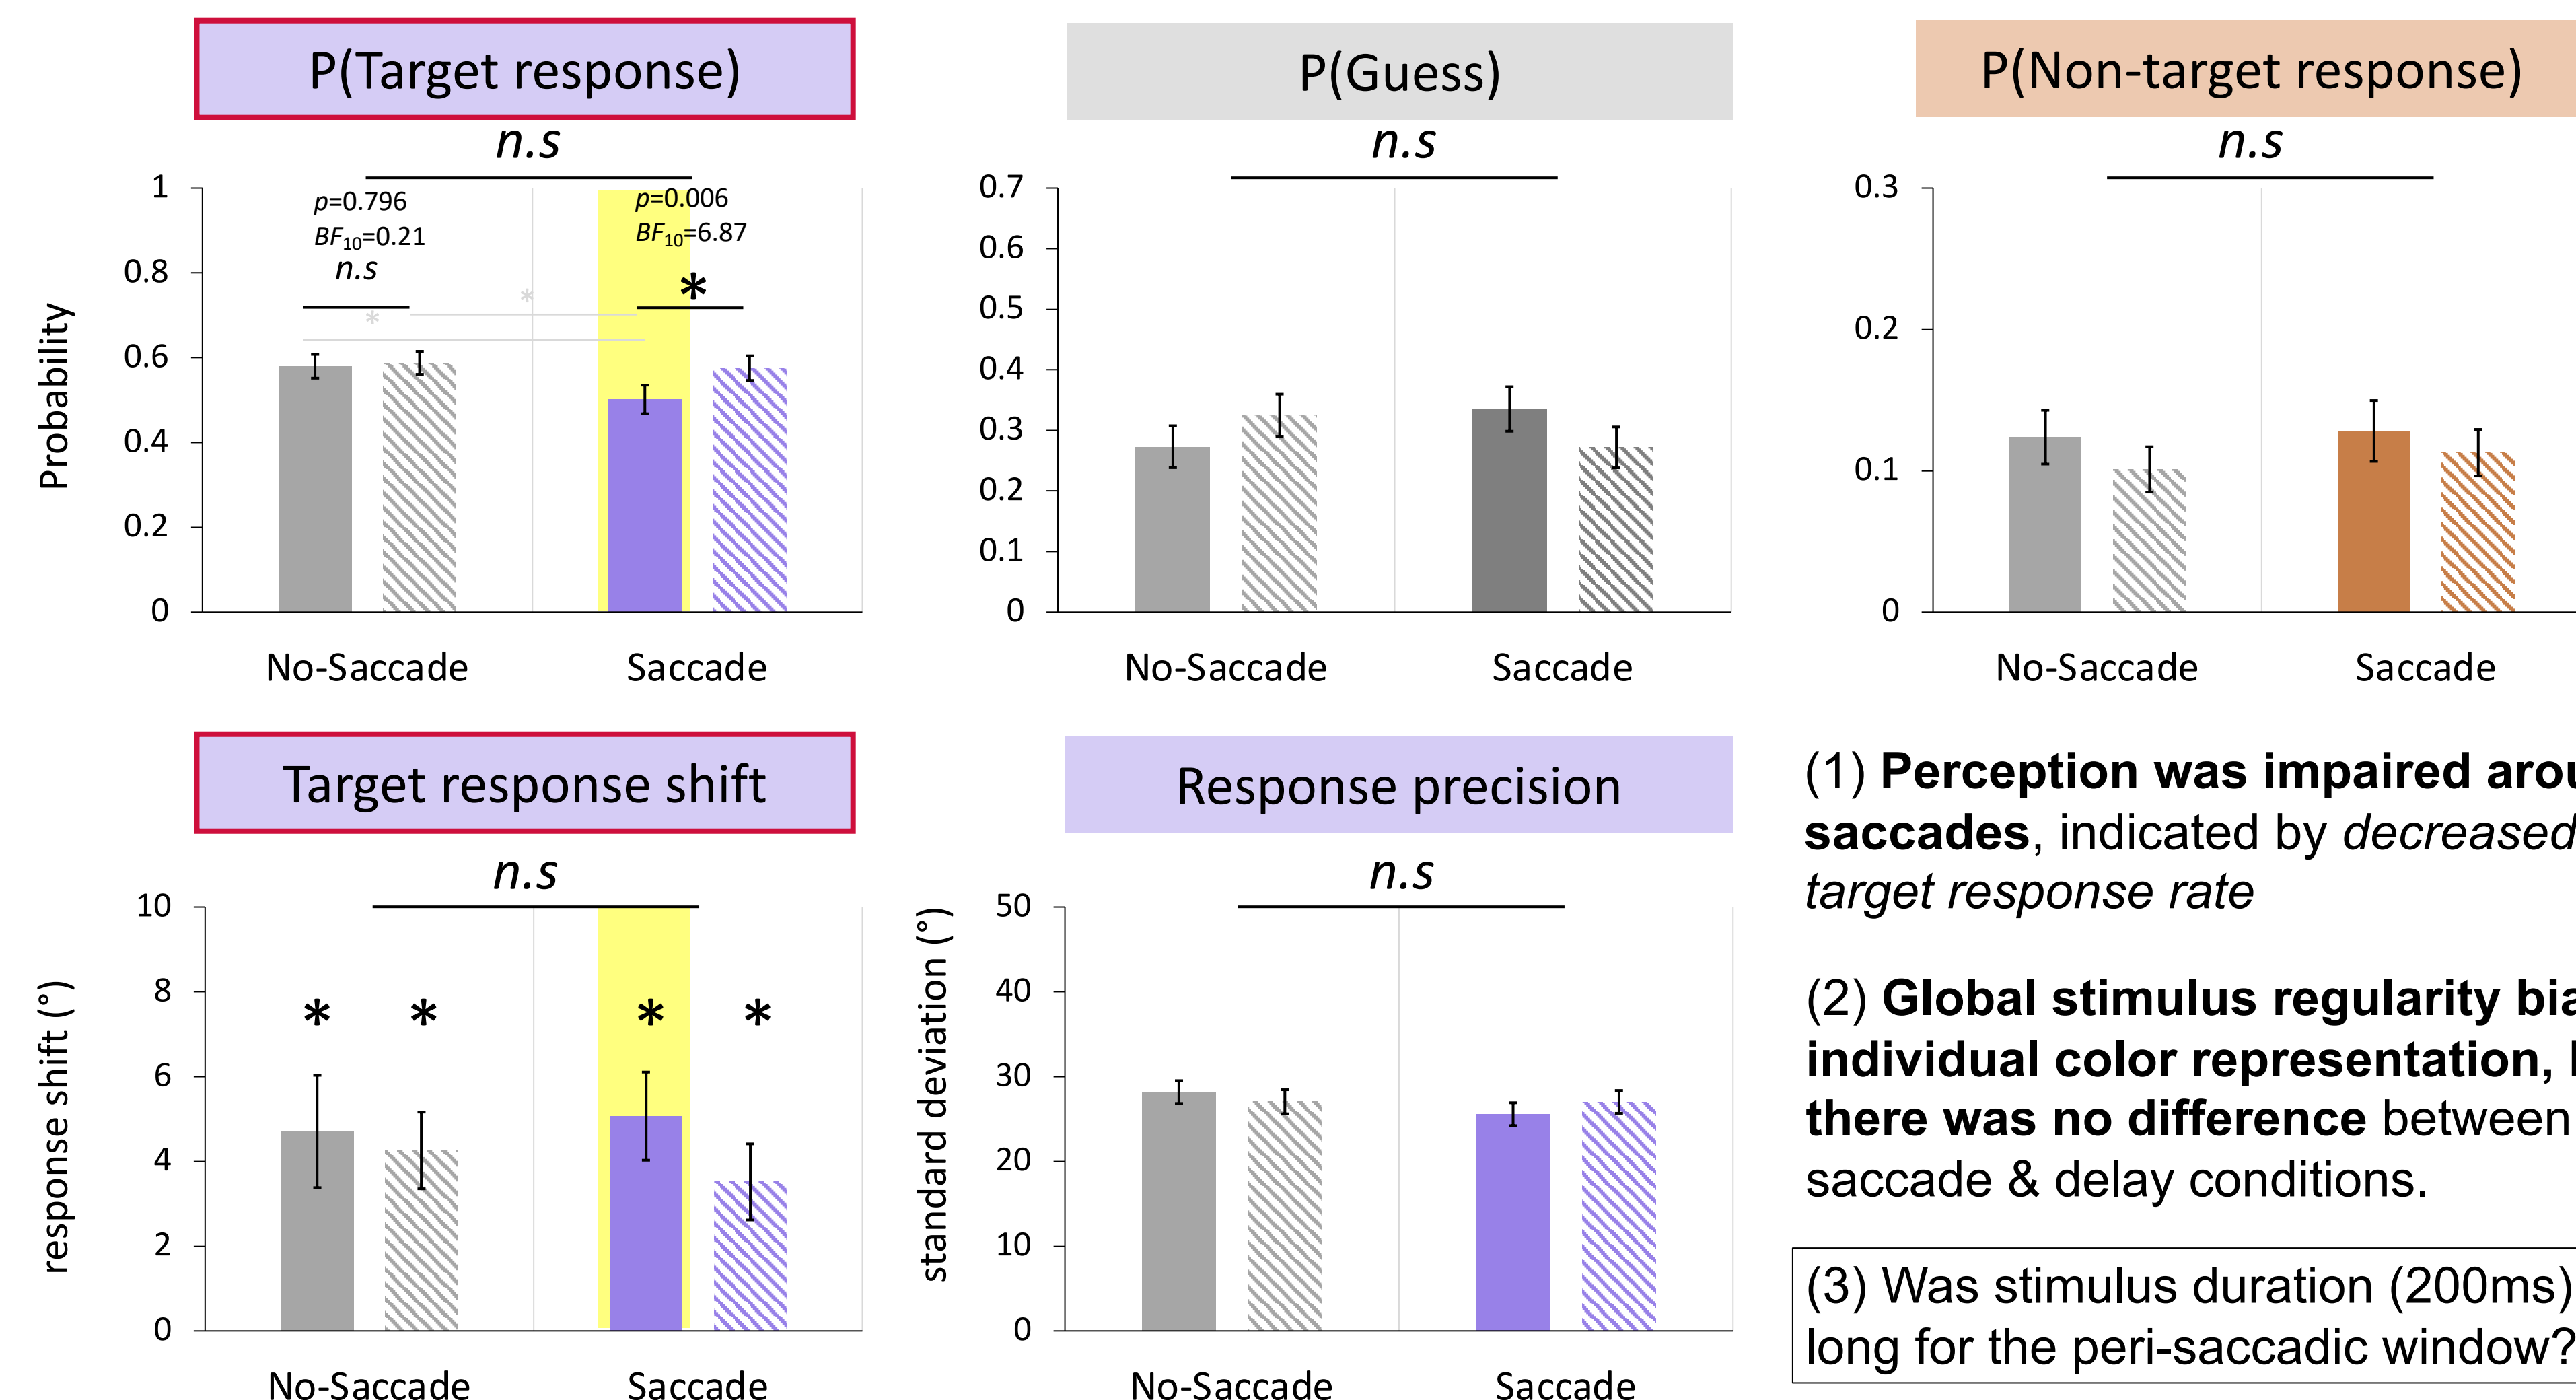 P(Target response)
n.s
1
0.8
0.6
0.4
0.2
0
Probability
p=0.796
BF10=0.21
n.s
*
*
p=0.006
BF10=6.87
*
No-Saccade
Saccade
P(Guess)
n.s
0.7
0.6
0.5
0.4
0.3
0.2
0.1
0
No-Saccade
Saccade
P(Non-target response)
n.s
0.3
0.2
0.1
0
No-Saccade
Saccade
Target response shift
n.s
10
8
6
4
2
0
response shift (°)
* * * *
No-Saccade
Saccade
Response precision
n.s
50
40
30
20
10
0
standard deviation (°)
No-Saccade
Saccade
(1) Perception was impaired arou
saccades, indicated by decreased
target response rate
(2) Global stimulus regularity bia
individual color representation,
there was no difference between
saccade & delay conditions.
(3) Was stimulus duration (200ms)
long for the peri-saccadic window?